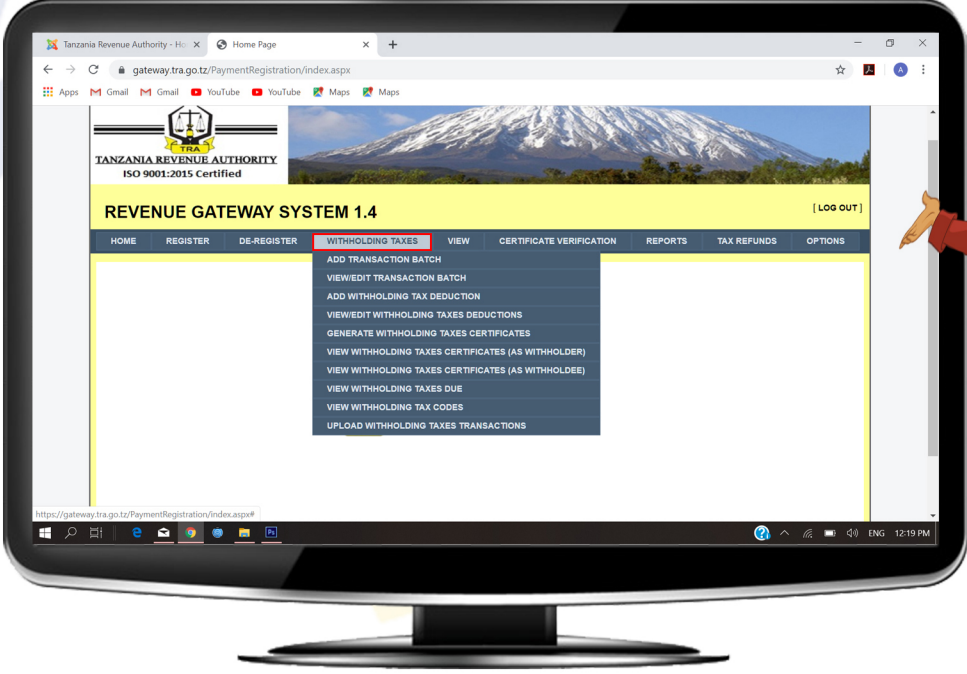 Tanzania Revenue Authority - Ho
Home Page
gateway.tra.go.tz/PaymentRegistration/index.aspx
A
Apps Gmail Gmail YouTube YouTube Maps Maps
TRA
TANZANIA REVENUE AUTHORITY
ISO 9001:2015 Certified
REVENUE GATEWAY SYSTEM 1.4
[ LOG OUT ]
HOME REGISTER DE-REGISTER WITHHOLDING TAXES VIEW CERTIFICATE VERIFICATION REPORTS TAX REFUNDS OPTIONS
ADD TRANSACTION BATCH
VIEW/EDIT TRANSACTION BATCH
ADD WITHHOLDING TAX DEDUCTION
VIEW/EDIT WITHHOLDING TAXES DEDUCTIONS
GENERATE WITHHOLDING TAXES CERTIFICATES
VIEW WITHHOLDING TAXES CERTIFICATES (AS WITHHOLDER)
VIEW WITHHOLDING TAXES CERTIFICATES (AS WITHHOLDEE)
VIEW WITHHOLDING TAXES DUE
VIEW WITHHOLDING TAX CODES
UPLOAD WITHHOLDING TAXES TRANSACTIONS
https://gateway.tra.go.tz/PaymentRegistration/index.aspx#
Ps
ENG 12:19 PM